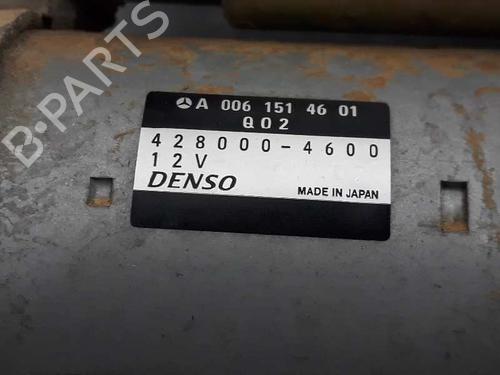 B-PARTS
A 006 151 46 01
Q02
428000-4600
12V
DENSO
MADE IN JAPAN